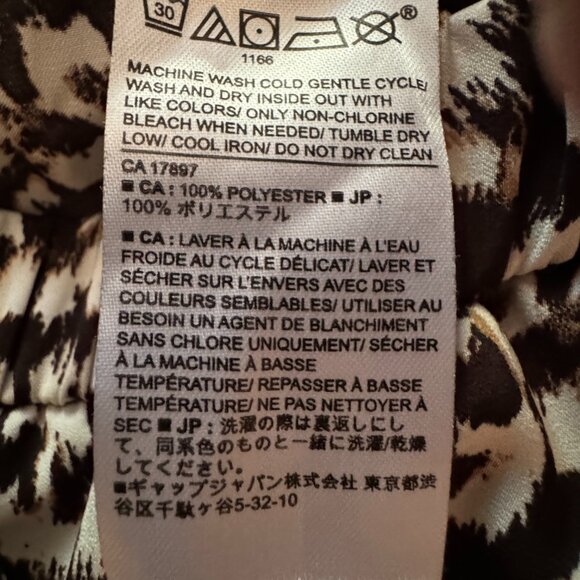 30 ®
1166
MACHINE WASH COLD GENTLE CYCLE/
WASH AND DRY INSIDE OUT WITH
LIKE COLORS/ ONLY NON-CHLORINE
BLEACH WHEN NEEDED/ TUMBLE DRY
LOW/ COOL IRON/ DO NOT DRY CLEAN
CA 17897
■ CA : 100% POLYESTER ■ JP :
100% ポリエステル
■ CA : LAVER À LA MACHINE À L'EAU
FROIDE AU CYCLE DÉLICAT/ LAVER ET
SÉCHER SUR L'ENVERS AVEC DES
COULEURS SEMBLABLES/ UTILISER AU
BESOIN UN AGENT DE BLANCHIMENT
SANS CHLORE UNIQUEMENT/ SÉCHER
À LA MACHINE À BASSE
TEMPÉRATURE/ REPASSER À BASSE
TEMPÉRATURE/ NE PAS NETTOYER À
SEC ■ JP : 洗濯の際は裏返しにし
て、同系色のものと一緒に洗濯/乾燥
してください。
■ギャップジャパン株式会社 東京都渋
谷区千駄ヶ谷5-32-10